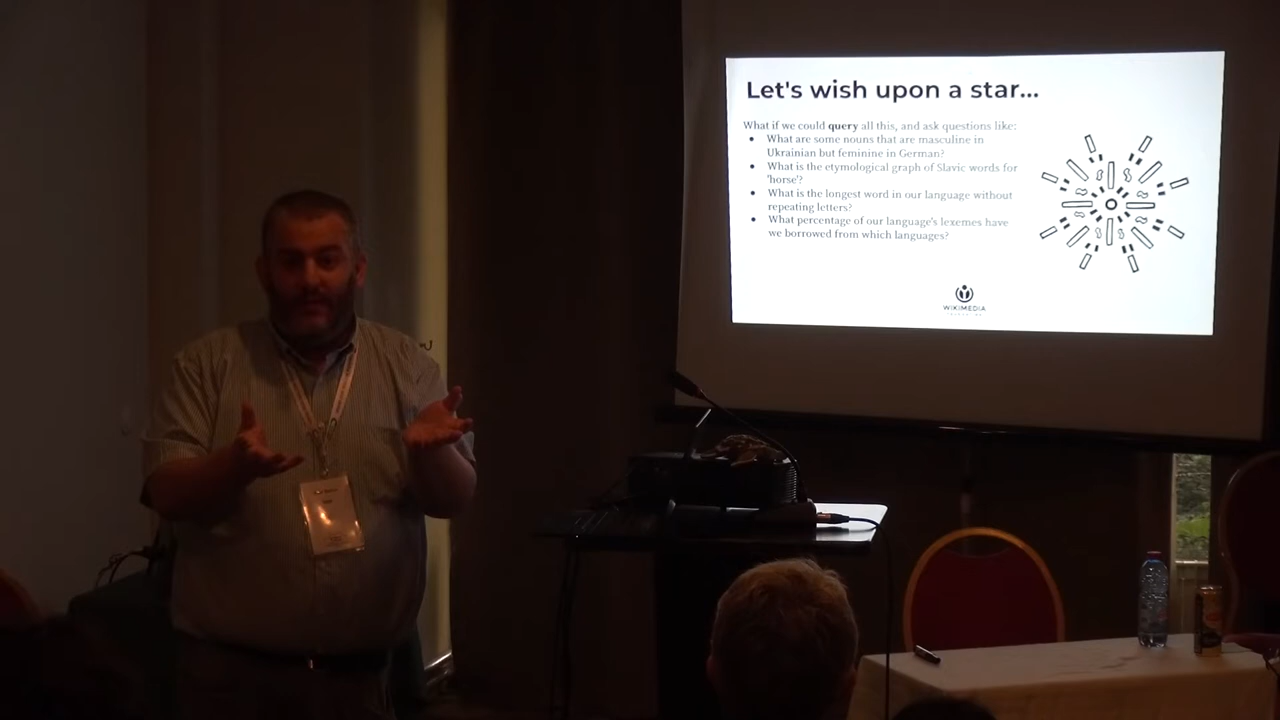 Let's wish upon a star...
What if we could query all this, and ask questions like:
• What are some nouns that are masculine in
Ukrainian but feminine in German?
• What is the etymological graph of Slavic words for
'horse'?
• What is the longest word in our language without
repeating letters?
• What percentage of our language's lexemes have
we borrowed from which languages?
WIKIMEDIA